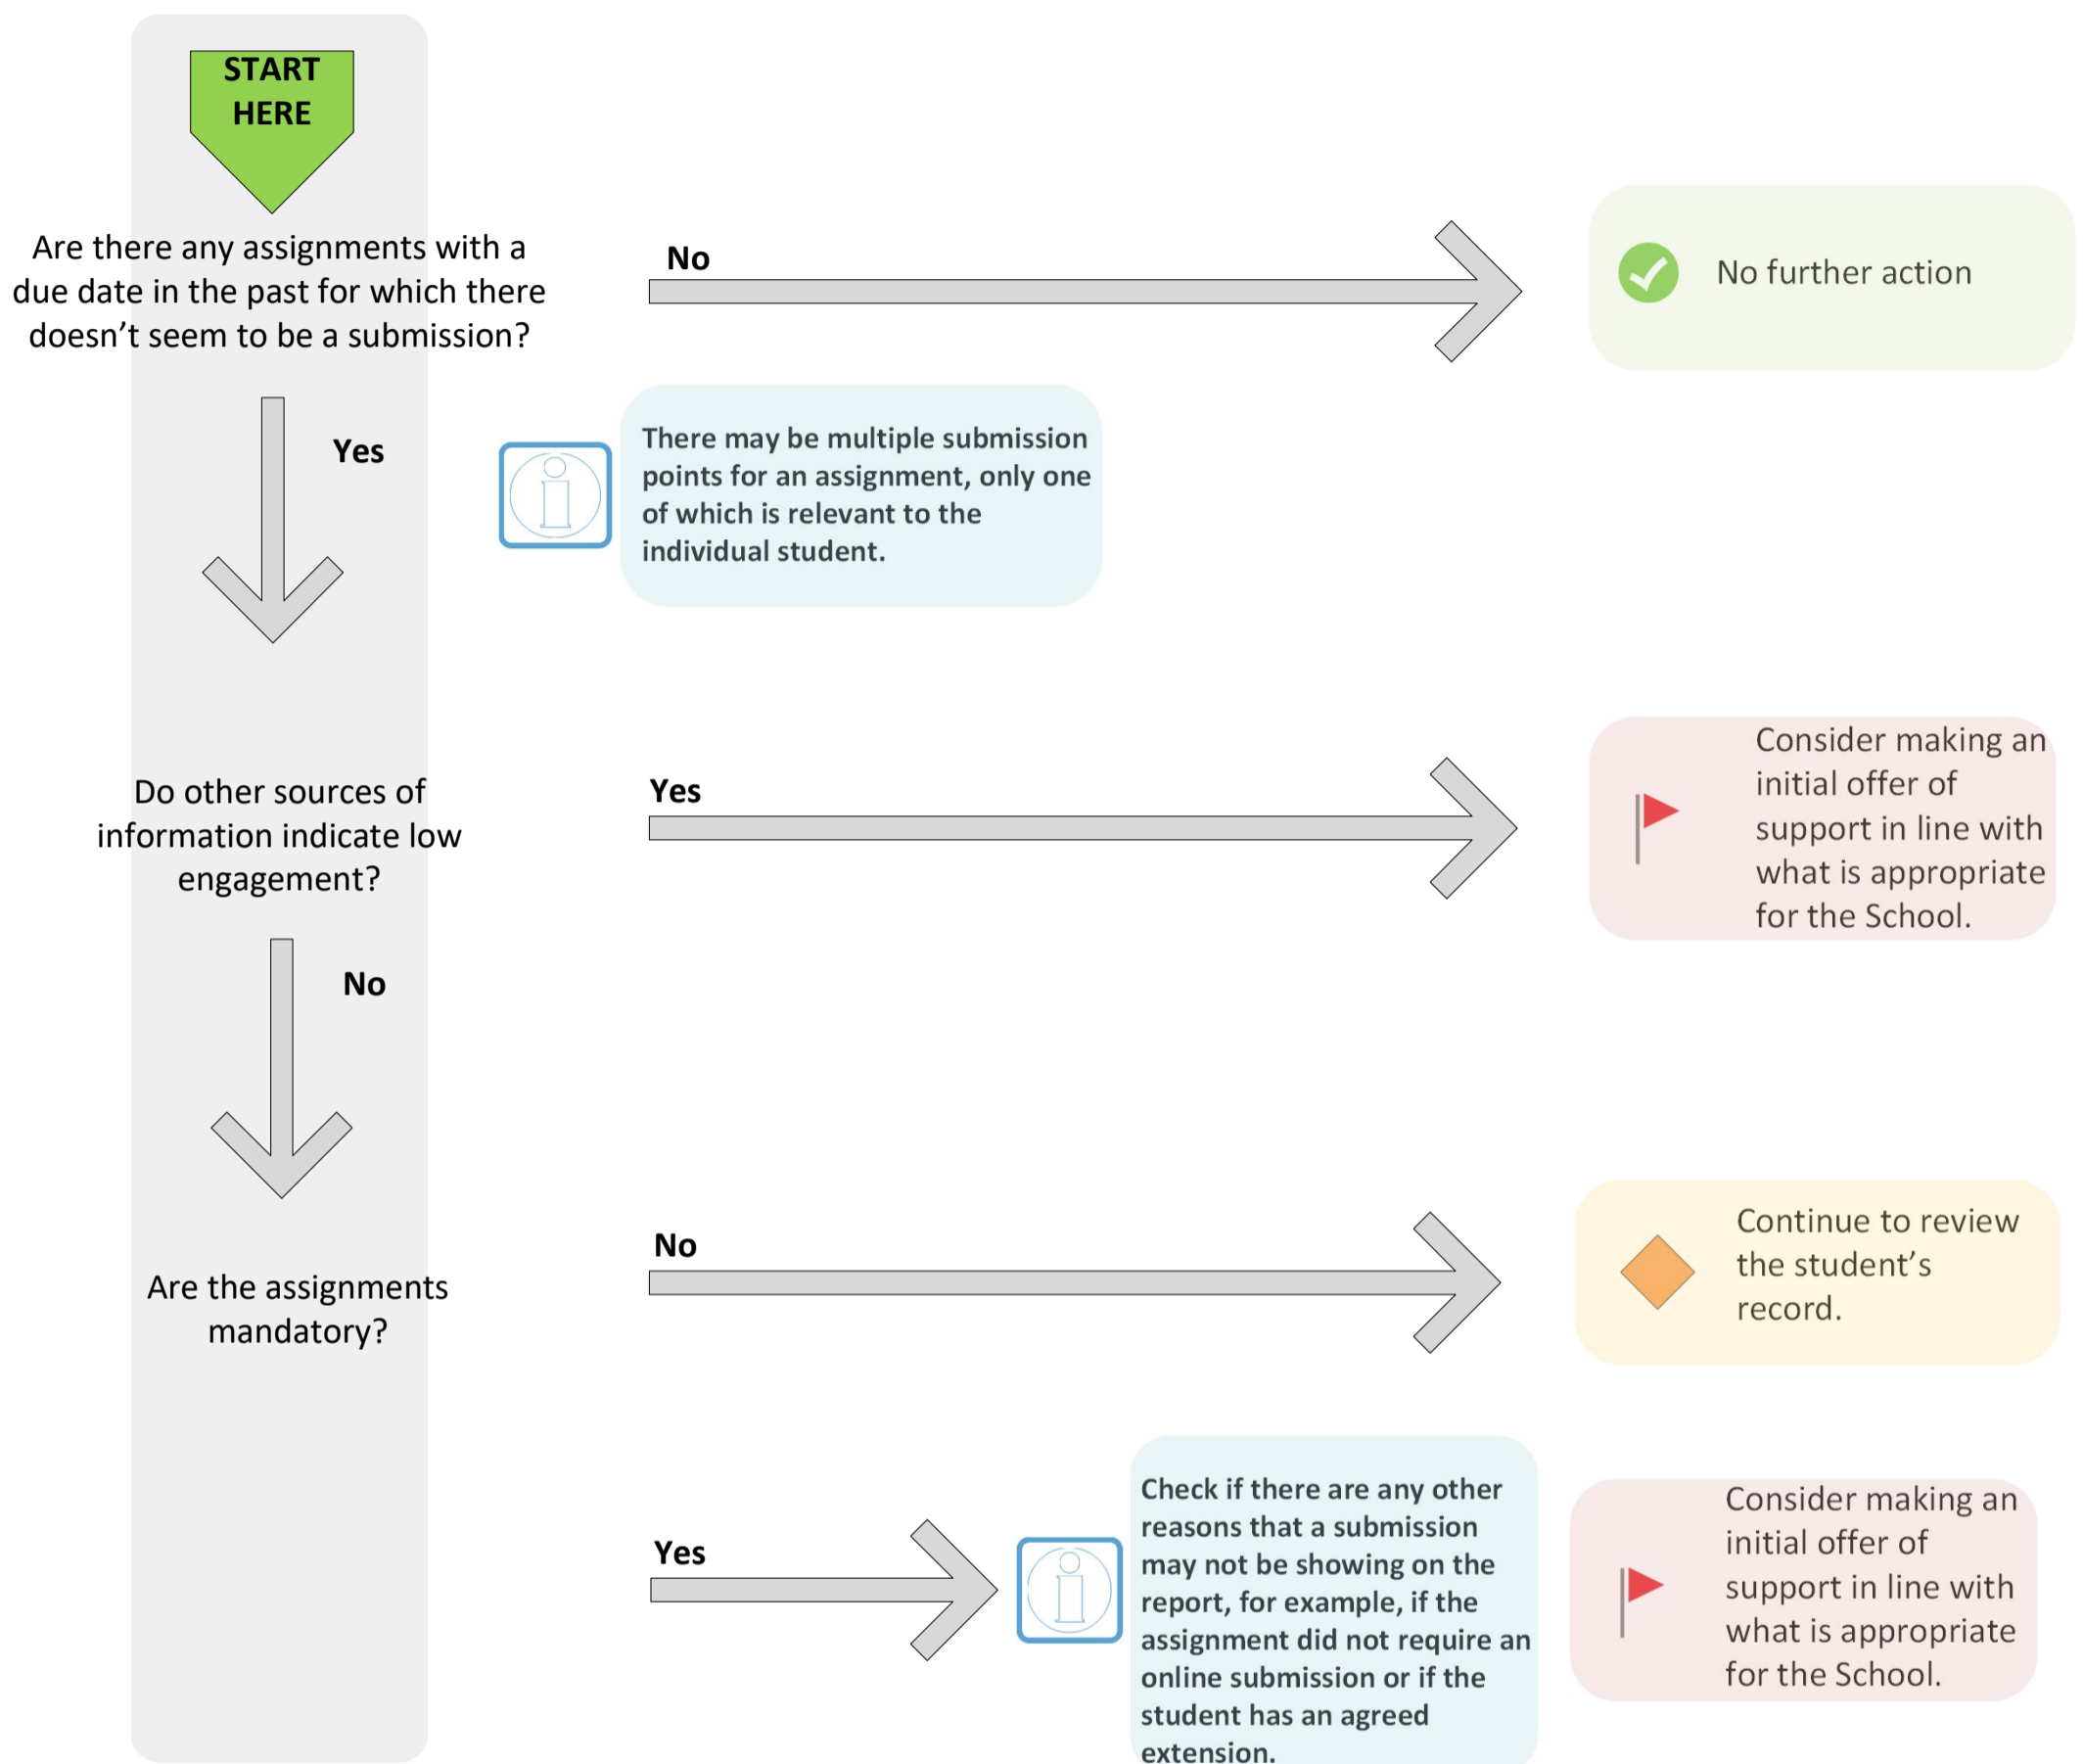 START
HERE
Are there any assignments with a
due date in the past for which there
doesn’t seem to be a submission?
No
No further action
Yes
There may be multiple submission
points for an assignment, only one
of which is relevant to the
individual student.
Do other sources of
information indicate low
engagement?
Yes
Consider making an
initial offer of
support in line with
what is appropriate
for the School.
No
Are the assignments
mandatory?
No
Continue to review
the student’s
record.
Yes
Check if there are any other
reasons that a submission
may not be showing on the
report, for example, if the
assignment did not require an
online submission or if the
student has an agreed
extension.
Consider making an
initial offer of
support in line with
what is appropriate
for the School.